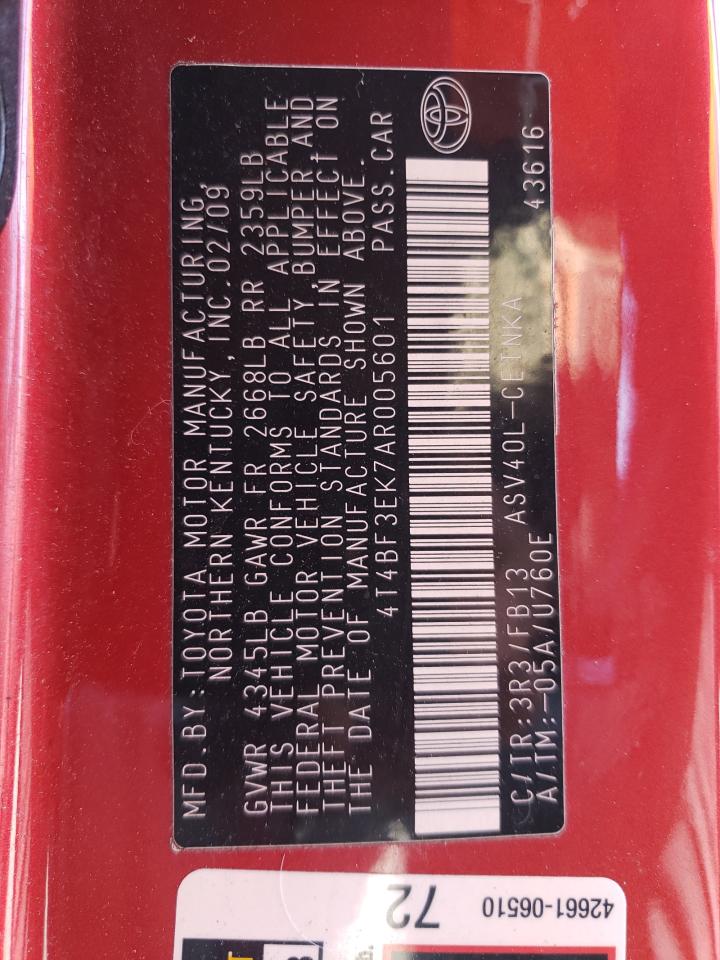 MFD.BY:TOYOTA MOTOR MANUFACTURING,
NORTHERN KENTUCKY,INC.02/09
GVWR 4345LB GAWR FR 2668LB RR 2359LB
THIS VEHICLE CONFORMS TO ALL APPLICABLE
FEDERAL MOTOR VEHICLE SAFETY,BUMPER,AND
THEFT PREVENTION STANDARDS IN EFFECT ON
THE DATE OF MANUFACTURE SHOWN ABOVE.
4T4BF3EK7AR005601 PASS.CAR
C/TR:3R3/FB13 ASV40L-CETNKA 43616
A/TM:-05A/U760E
42661-06510
72